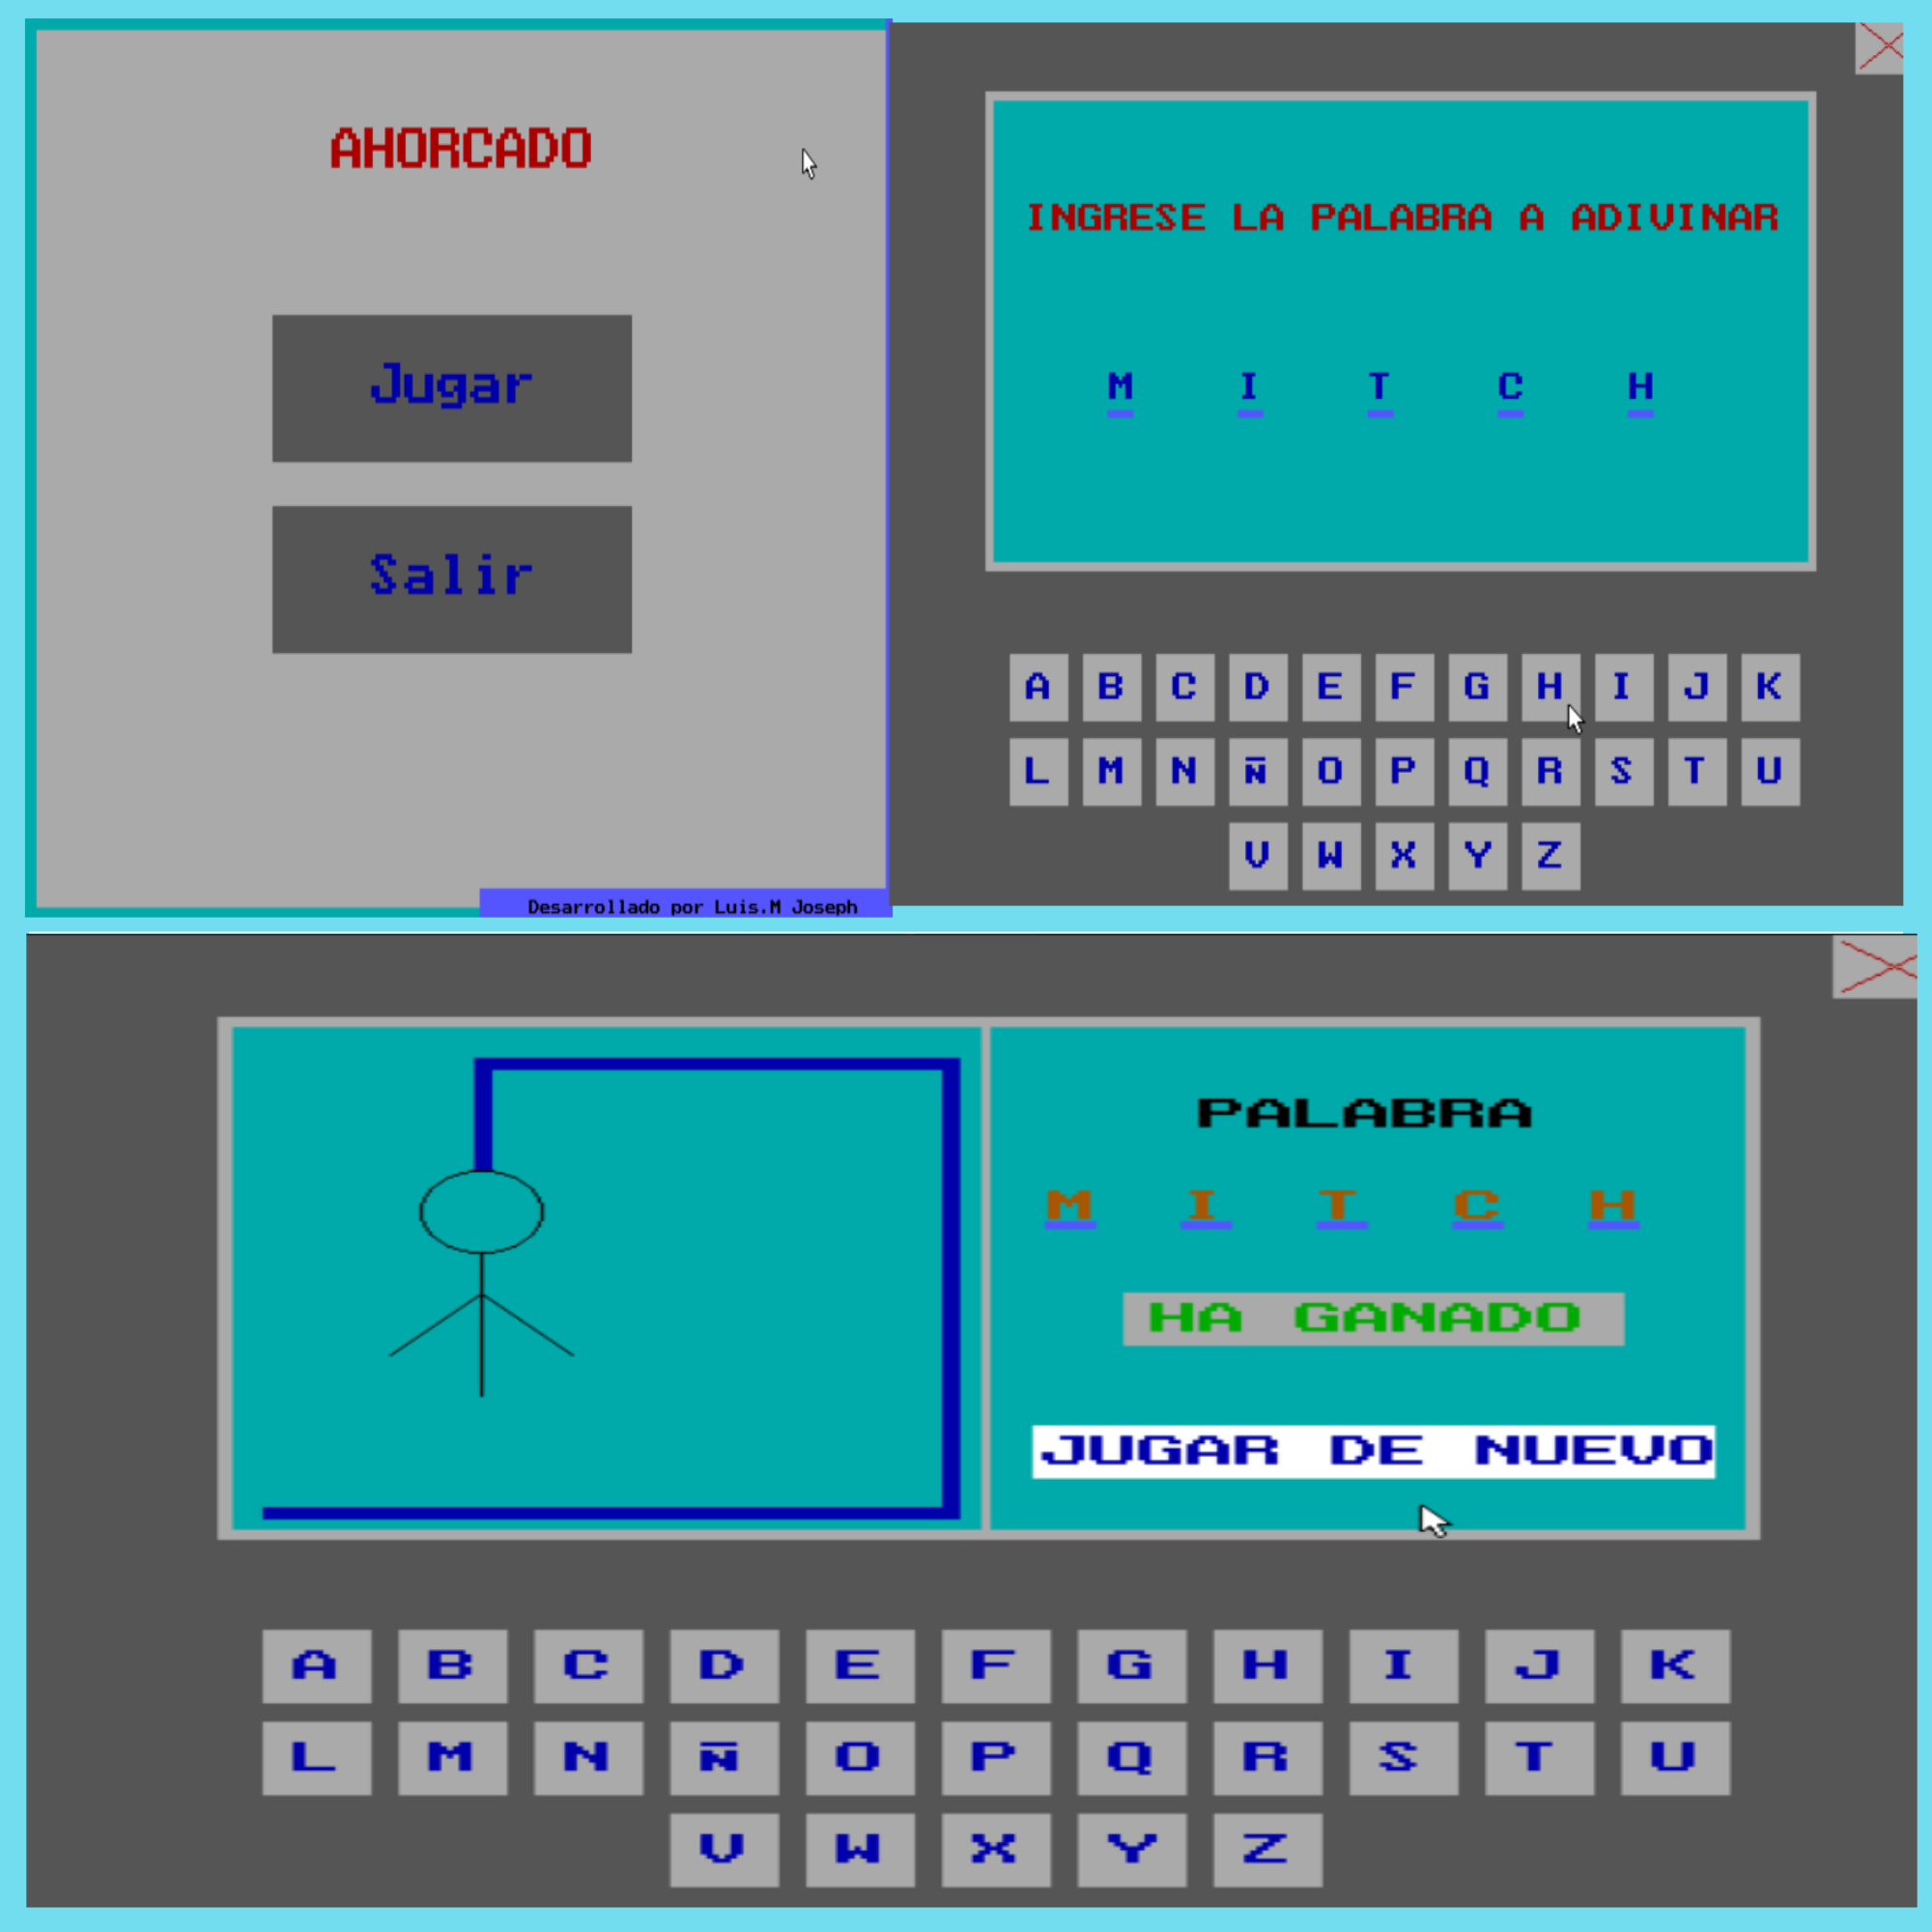 AHORCADO
Jugar
Salir
Desarrollado por Luis.M Joseph
INGRESE LA PALABRA A ADIVINAR
M I T C H
A B C D E F G H I J K
L M N Ñ O P Q R S T U
V W X Y Z
PALABRA
M I T C H
HA GANADO
JUGAR DE NUEVO
A B C D E F G H I J K
L M N Ñ O P Q R S T U
V W X Y Z